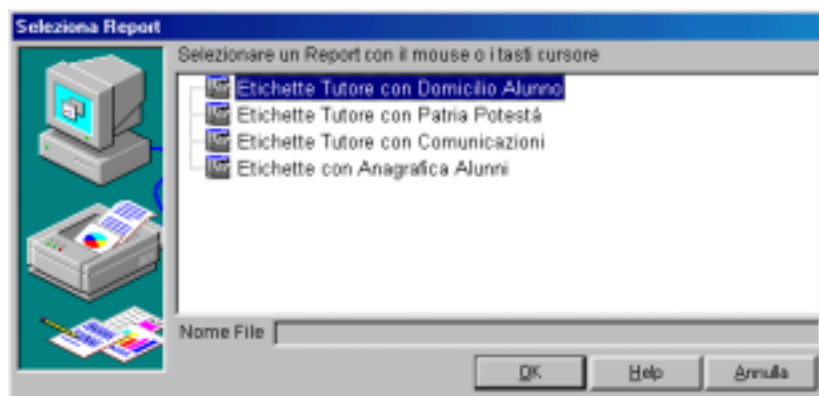 Seleziona Report
Selezionare un Report con il mouse o i tasti cursore
Etichette Tutore con Domicilio Alunno
Etichette Tutore con Patria Potestá
Etichette Tutore con Comunicazioni
Etichette con Anagrafica Alunni
Nome File
OK Help Annulla